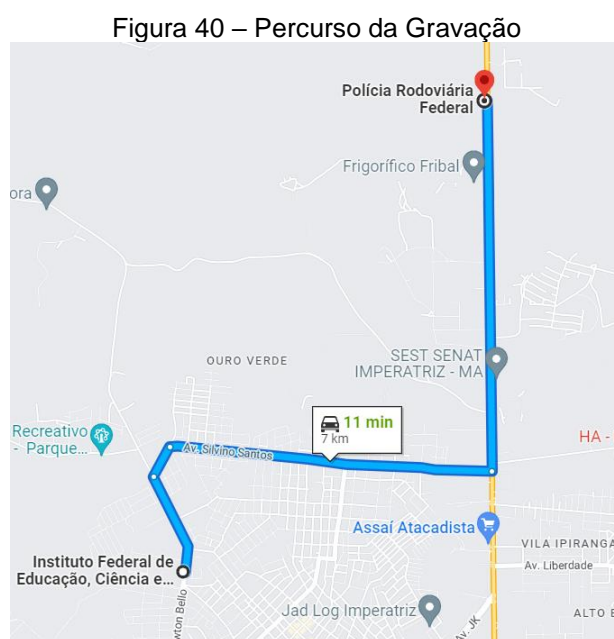 Figura 40 – Percurso da Gravação
Polícia Rodoviária
Federal
Frigorífico Fribal
ora
SEST SENAT
IMPERATRIZ - MA
OURO VERDE
11 min
7 km
Recreativo
- Parque...
Av. Silvino Santos
HA -
Assaí Atacadista
VILA IPIRANGA
Av. Liberdade
Instituto Federal de
Educação, Ciência e...
wton Bello
Jad Log Imperatriz
Av. JK
ALTO B